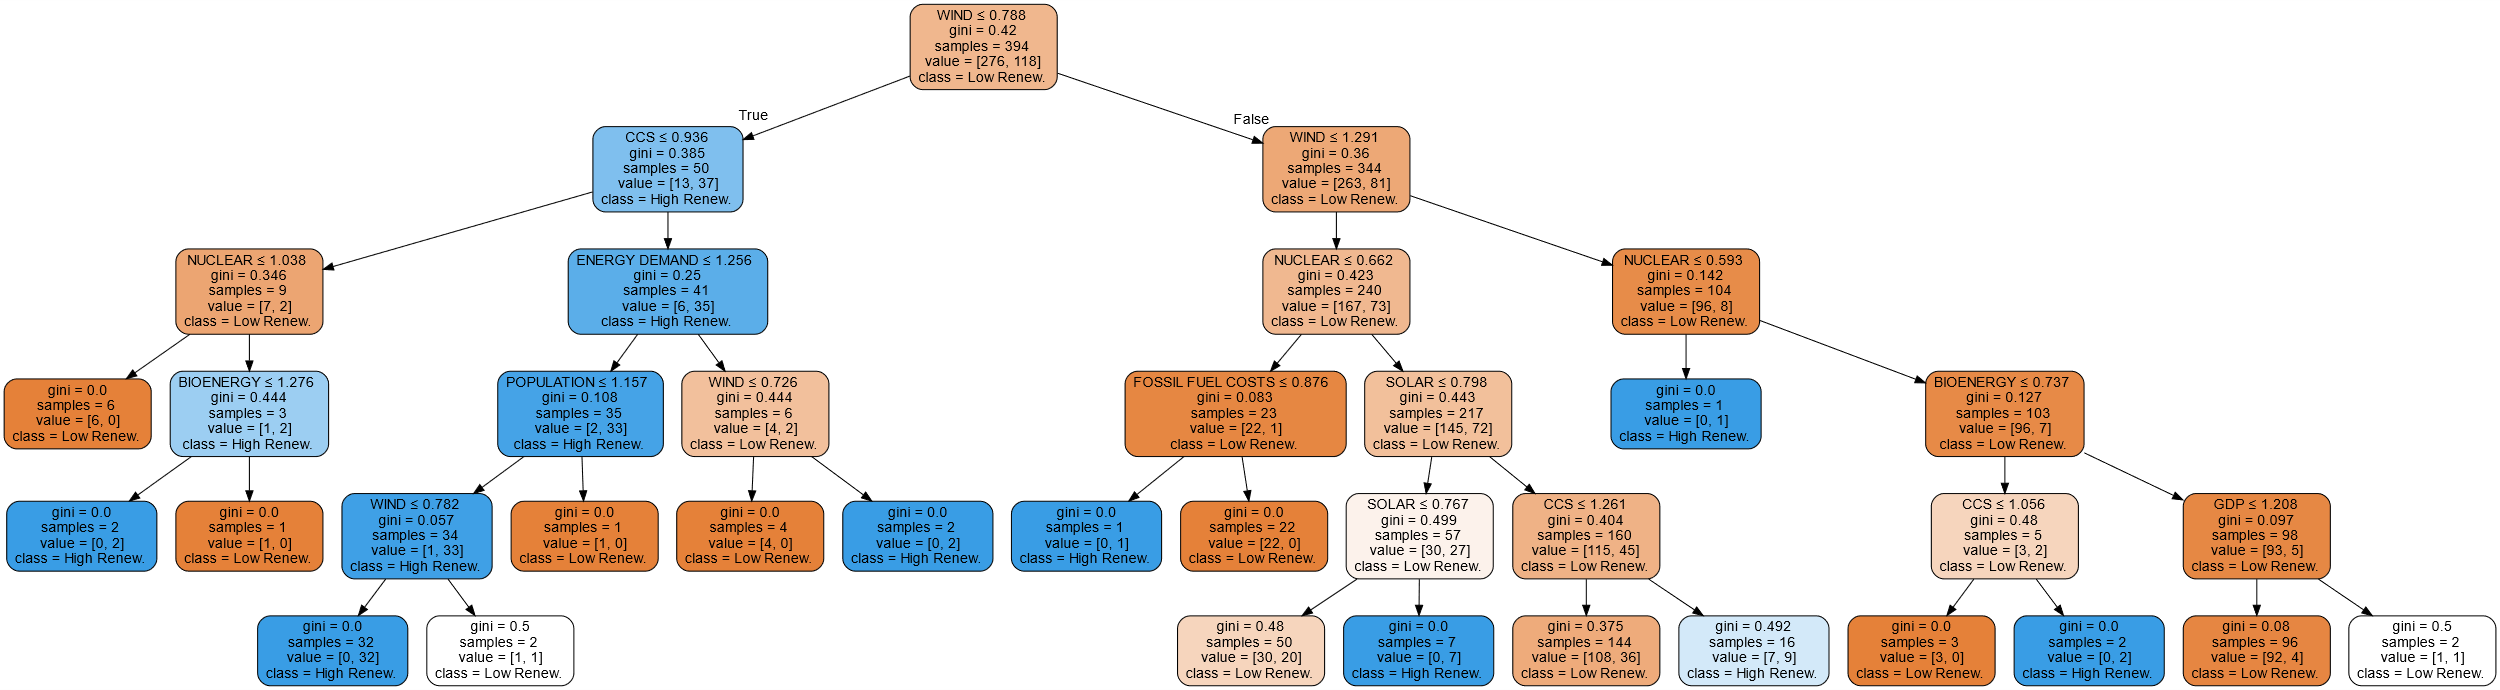 WIND ≤ 0.788
gini = 0.42
samples = 394
value = [276, 118]
class = Low Renew.
True
False
CCS ≤ 0.936
gini = 0.385
samples = 50
value = [13, 37]
class = High Renew.
WIND ≤ 1.291
gini = 0.36
samples = 344
value = [263, 81]
class = Low Renew.
NUCLEAR ≤ 1.038
gini = 0.346
samples = 9
value = [7, 2]
class = Low Renew.
ENERGY DEMAND ≤ 1.256
gini = 0.25
samples = 41
value = [6, 35]
class = High Renew.
NUCLEAR ≤ 0.662
gini = 0.423
samples = 240
value = [167, 73]
class = Low Renew.
NUCLEAR ≤ 0.593
gini = 0.142
samples = 104
value = [96, 8]
class = Low Renew.
gini = 0.0
samples = 6
value = [6, 0]
class = Low Renew.
BIOENERGY ≤ 1.276
gini = 0.444
samples = 3
value = [1, 2]
class = High Renew.
POPULATION ≤ 1.157
gini = 0.108
samples = 35
value = [2, 33]
class = High Renew.
WIND ≤ 0.726
gini = 0.444
samples = 6
value = [4, 2]
class = Low Renew.
FOSSIL FUEL COSTS ≤ 0.876
gini = 0.083
samples = 23
value = [22, 1]
class = Low Renew.
SOLAR ≤ 0.798
gini = 0.443
samples = 217
value = [145, 72]
class = Low Renew.
gini = 0.0
samples = 1
value = [0, 1]
class = High Renew.
BIOENERGY ≤ 0.737
gini = 0.127
samples = 103
value = [96, 7]
class = Low Renew.
gini = 0.0
samples = 2
value = [0, 2]
class = High Renew.
gini = 0.0
samples = 1
value = [1, 0]
class = Low Renew.
WIND ≤ 0.782
gini = 0.057
samples = 34
value = [1, 33]
class = High Renew.
gini = 0.0
samples = 1
value = [1, 0]
class = Low Renew.
gini = 0.0
samples = 4
value = [4, 0]
class = Low Renew.
gini = 0.0
samples = 2
value = [0, 2]
class = High Renew.
gini = 0.0
samples = 1
value = [0, 1]
class = High Renew.
gini = 0.0
samples = 22
value = [22, 0]
class = Low Renew.
SOLAR ≤ 0.767
gini = 0.499
samples = 57
value = [30, 27]
class = Low Renew.
CCS ≤ 1.261
gini = 0.404
samples = 160
value = [115, 45]
class = Low Renew.
CCS ≤ 1.056
gini = 0.48
samples = 5
value = [3, 2]
class = Low Renew.
GDP ≤ 1.208
gini = 0.097
samples = 98
value = [93, 5]
class = Low Renew.
gini = 0.0
samples = 32
value = [0, 32]
class = High Renew.
gini = 0.5
samples = 2
value = [1, 1]
class = Low Renew.
gini = 0.48
samples = 50
value = [30, 20]
class = Low Renew.
gini = 0.0
samples = 7
value = [0, 7]
class = High Renew.
gini = 0.375
samples = 144
value = [108, 36]
class = Low Renew.
gini = 0.492
samples = 16
value = [7, 9]
class = High Renew.
gini = 0.0
samples = 3
value = [3, 0]
class = Low Renew.
gini = 0.0
samples = 2
value = [0, 2]
class = High Renew.
gini = 0.08
samples = 96
value = [92, 4]
class = Low Renew.
gini = 0.5
samples = 2
value = [1, 1]
class = Low Renew.